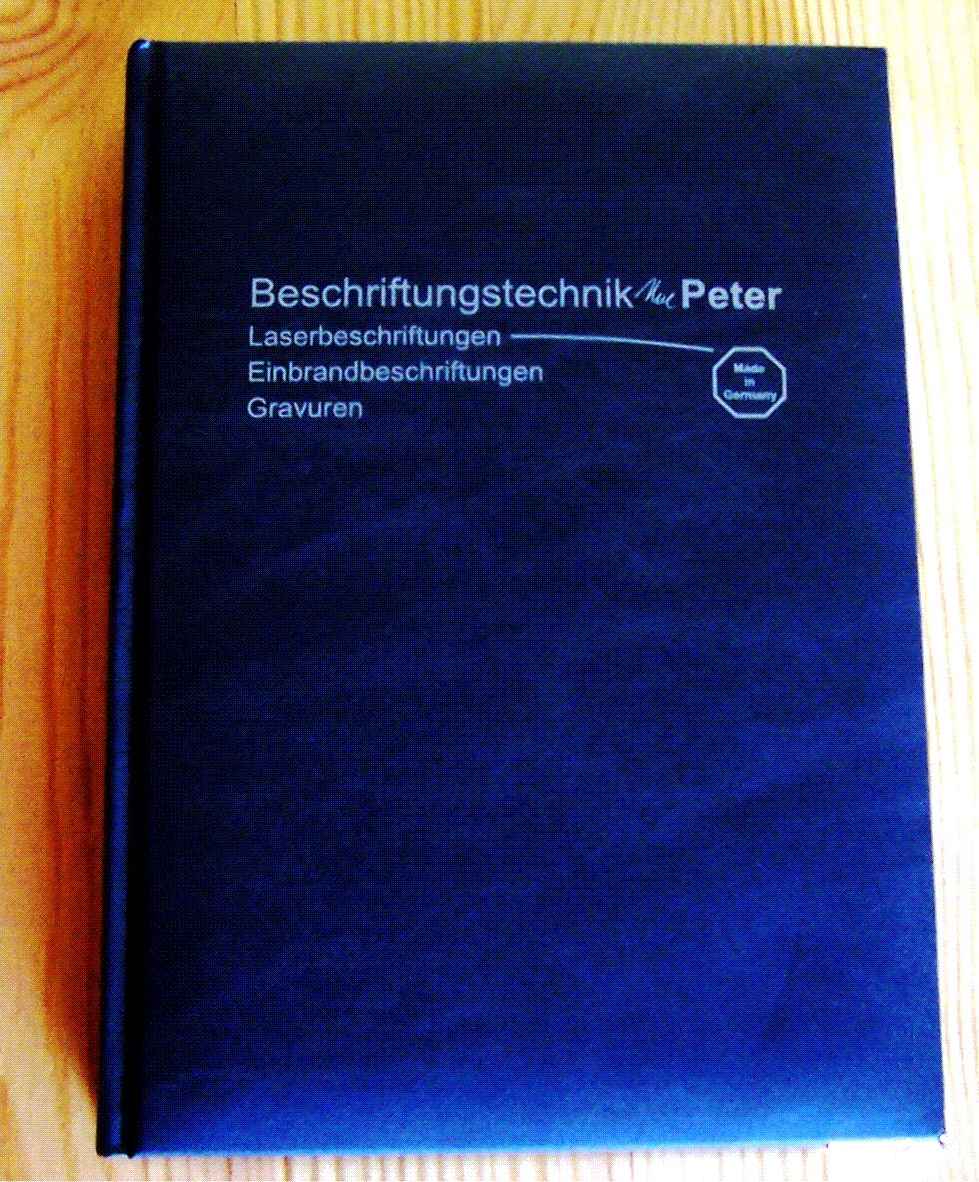 Beschriftungstechnik Peter
Laserbeschriftungen
Einbrandbeschriftungen
Gravuren
Made
in
Germany